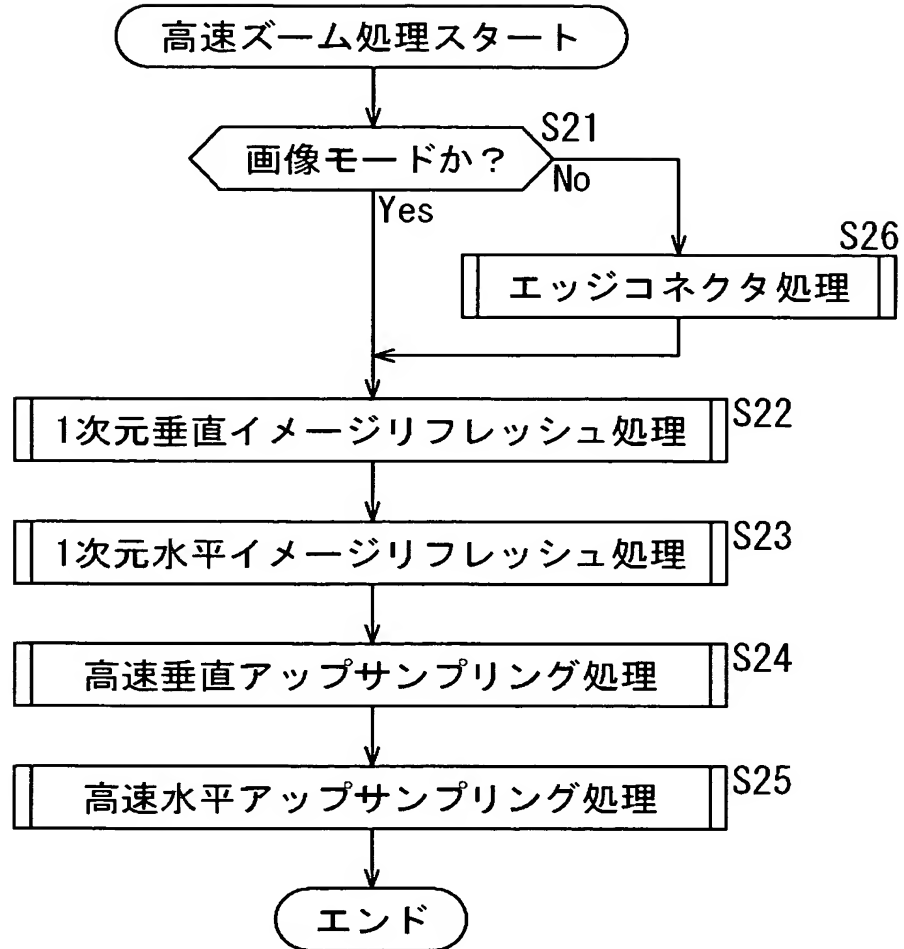 高速ズーム処理スタート
S21
画像モードか？
No
Yes
S26
エッジコネクタ処理
1次元垂直イメージリフレッシュ処理
S22
1次元水平イメージリフレッシュ処理
S23
高速垂直アップサンプリング処理
S24
高速水平アップサンプリング処理
S25
エンド